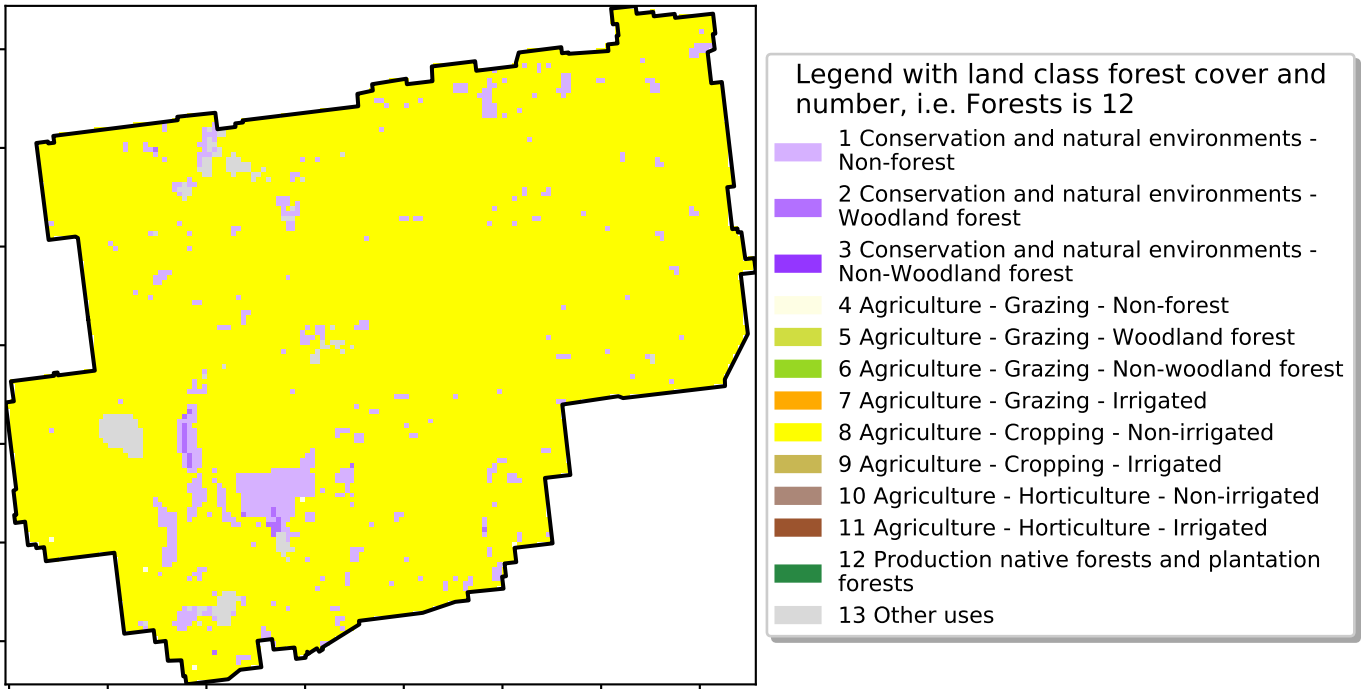 Legend with land class forest cover and
number, i.e. Forests is 12
1 Conservation and natural environments -
Non-forest
2 Conservation and natural environments -
Woodland forest
3 Conservation and natural environments -
Non-Woodland forest
4 Agriculture - Grazing - Non-forest
5 Agriculture - Grazing - Woodland forest
6 Agriculture - Grazing - Non-woodland forest
7 Agriculture - Grazing - Irrigated
8 Agriculture - Cropping - Non-irrigated
9 Agriculture - Cropping - Irrigated
10 Agriculture - Horticulture - Non-irrigated
11 Agriculture - Horticulture - Irrigated
12 Production native forests and plantation
forests
13 Other uses